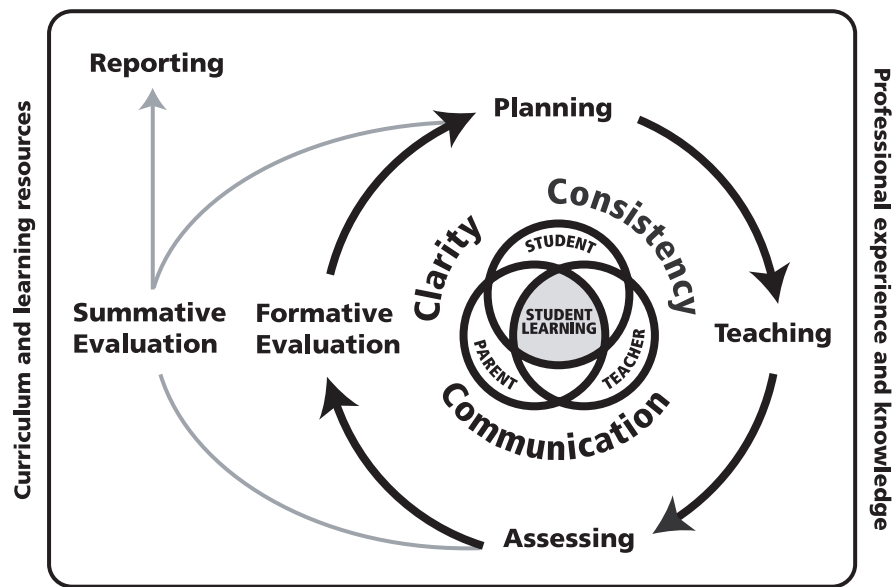 Reporting
Planning
Consistency
Clarity
STUDENT
STUDENT
LEARNING
PARENT
TEACHER
Communication
Summative
Evaluation
Formative
Evaluation
Teaching
Assessing
Curriculum and learning resources
Professional experience and knowledge